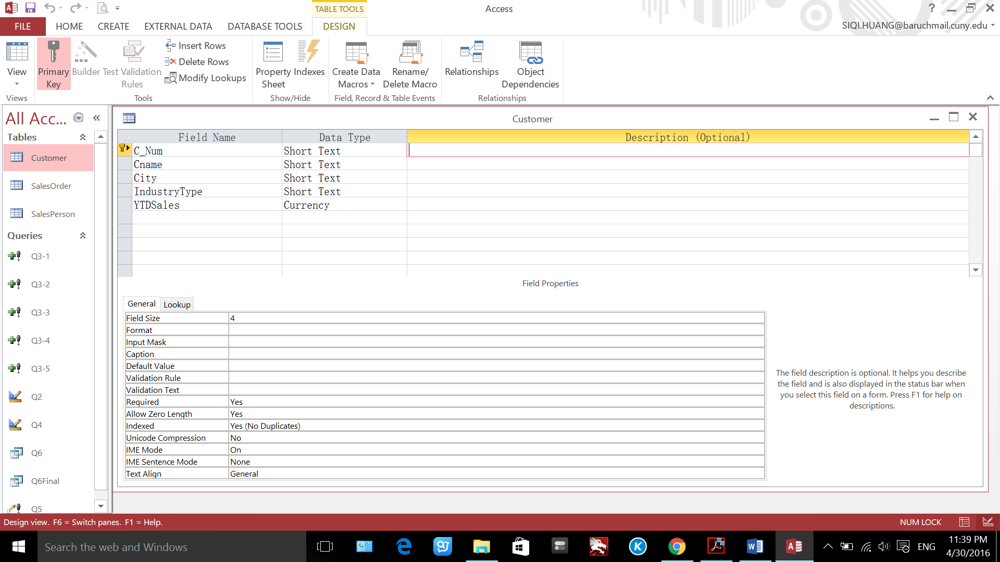 TABLE TOOLS
Access
?
FILE
HOME
CREATE
EXTERNAL DATA
DATABASE TOOLS
DESIGN
SIQI.HUANG@baruchmail.cuny.edu
View
Primary
Key
Builder
Test Validation
Rules
Insert Rows
Delete Rows
Modify Lookups
Property
Sheet
Indexes
Create Data
Macros
Rename/
Delete Macro
Relationships
Object
Dependencies
Views
Tools
Show/Hide
Field, Record & Table Events
Relationships
All Acc...
Tables
Customer
SalesOrder
SalesPerson
Queries
Q3-1
Q3-2
Q3-3
Q3-4
Q3-5
Q2
Q4
Q6
Q6Final
Q5
Customer
Field Name Data Type Description (Optional)
C_Num Short Text
Cname Short Text
City Short Text
IndustryType Short Text
YTDSales Currency
Field Properties
General Lookup
Field Size 4
Format
Input Mask
Caption
Default Value
Validation Rule
Validation Text
Required Yes
Allow Zero Length Yes
Indexed Yes (No Duplicates)
Unicode Compression No
IME Mode On
IME Sentence Mode None
Text Align General
The field description is optional. It helps you describe
the field and is also displayed in the status bar when
you select this field on a form. Press F1 for help on
descriptions.
Design view. F6 = Switch panes. F1 = Help.
NUM LOCK
Search the web and Windows
K
ENG
11:39 PM
4/30/2016